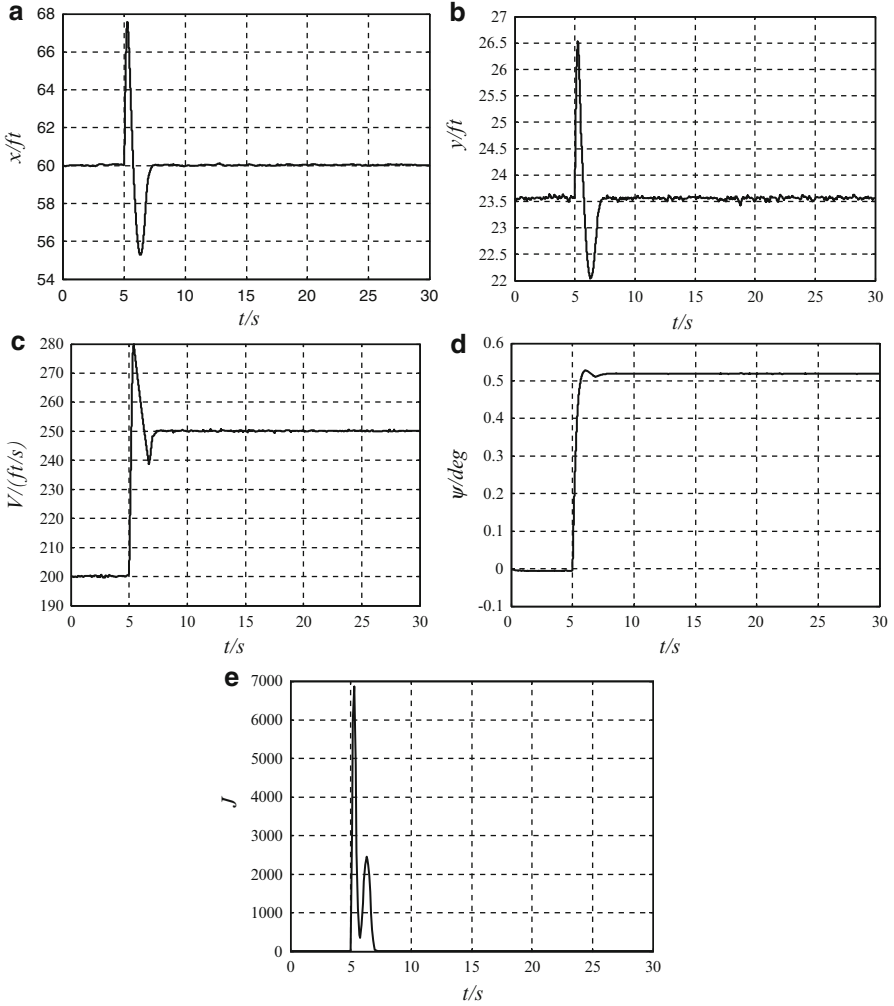 a
68
66
64
62
60
58
56
54
x/ft
0 5 10 15 20 25 30
t/s
b
27
26.5
26
25.5
25
24.5
24
23.5
23
22.5
22
y/ft
0 5 10 15 20 25 30
t/s
c
280
270
260
250
240
230
220
210
200
190
V/(ft/s)
0 5 10 15 20 25 30
t/s
d
0.6
0.5
0.4
0.3
0.2
0.1
0
-0.1
ψ/deg
0 5 10 15 20 25 30
t/s
e
7000
6000
5000
4000
3000
2000
1000
0
J
0 5 10 15 20 25 30
t/s